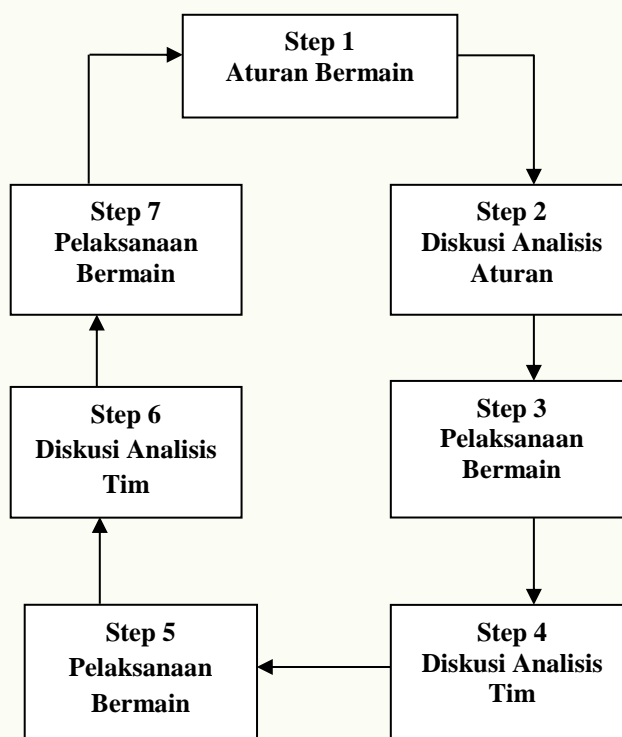 Step 1
Aturan Bermain
Step 2
Diskusi Analisis
Aturan
Step 3
Pelaksanaan
Bermain
Step 4
Diskusi Analisis
Tim
Step 5
Pelaksanaan
Bermain
Step 6
Diskusi Analisis
Tim
Step 7
Pelaksanaan
Bermain